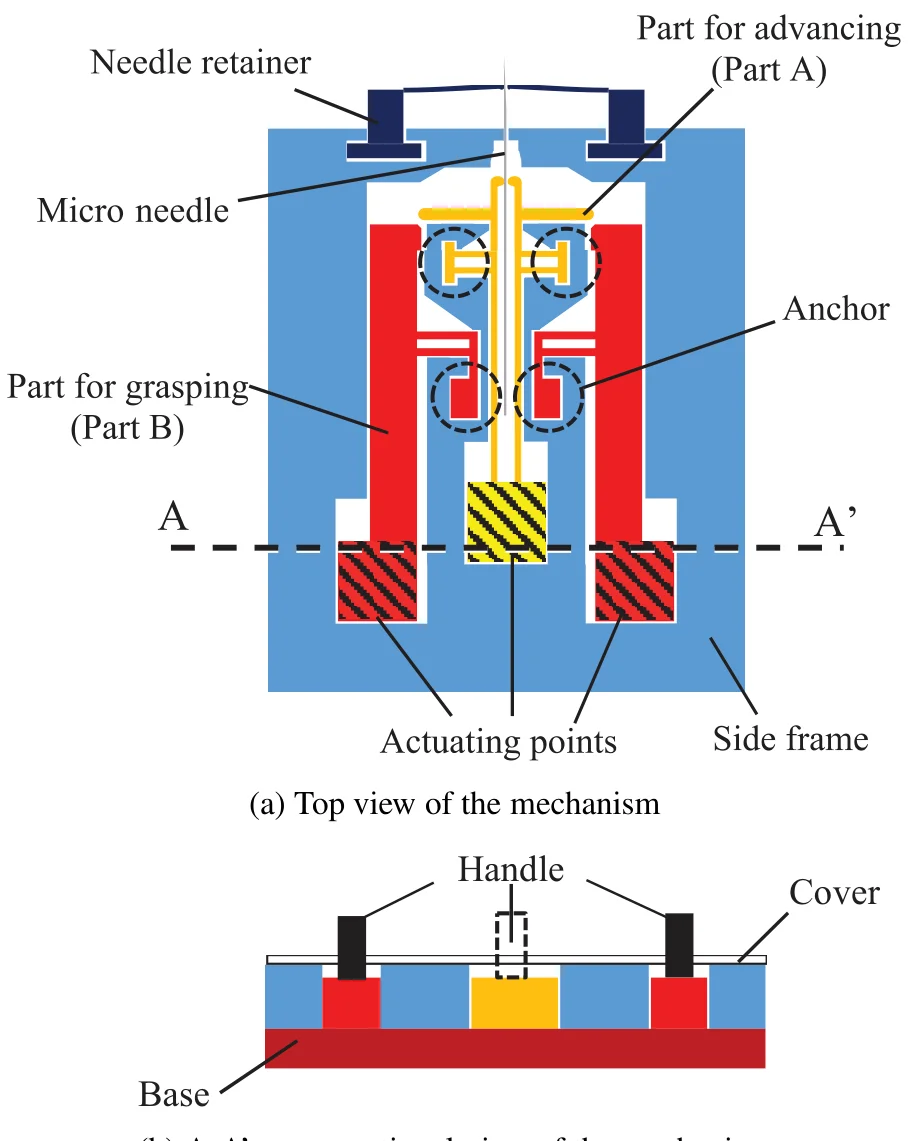 Part for advancing
(Part A)
Needle retainer
Micro needle
Anchor
Part for grasping
(Part B)
A
A’
Actuating points
Side frame
(a) Top view of the mechanism
Handle
Cover
Base